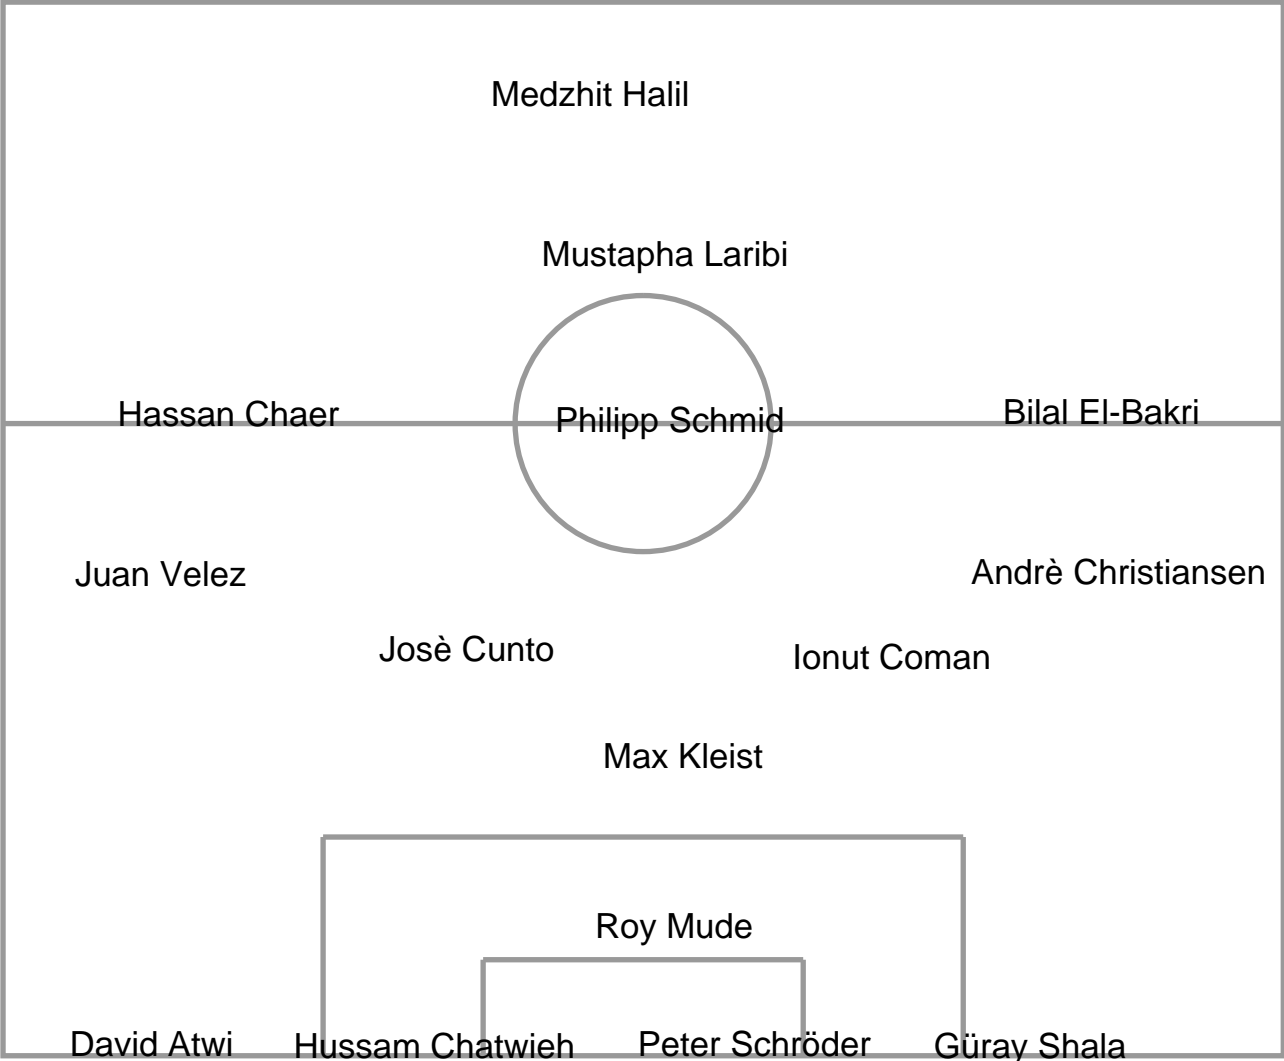 Medzhit Halil
Mustapha Laribi
Hassan Chaer
Philipp Schmid
Bilal El-Bakri
Juan Velez
Andrè Christiansen
Josè Cunto
Ionut Coman
Max Kleist
Roy Mude
David Atwi
Hussam Chatwieh
Peter Schröder
Güray Shala